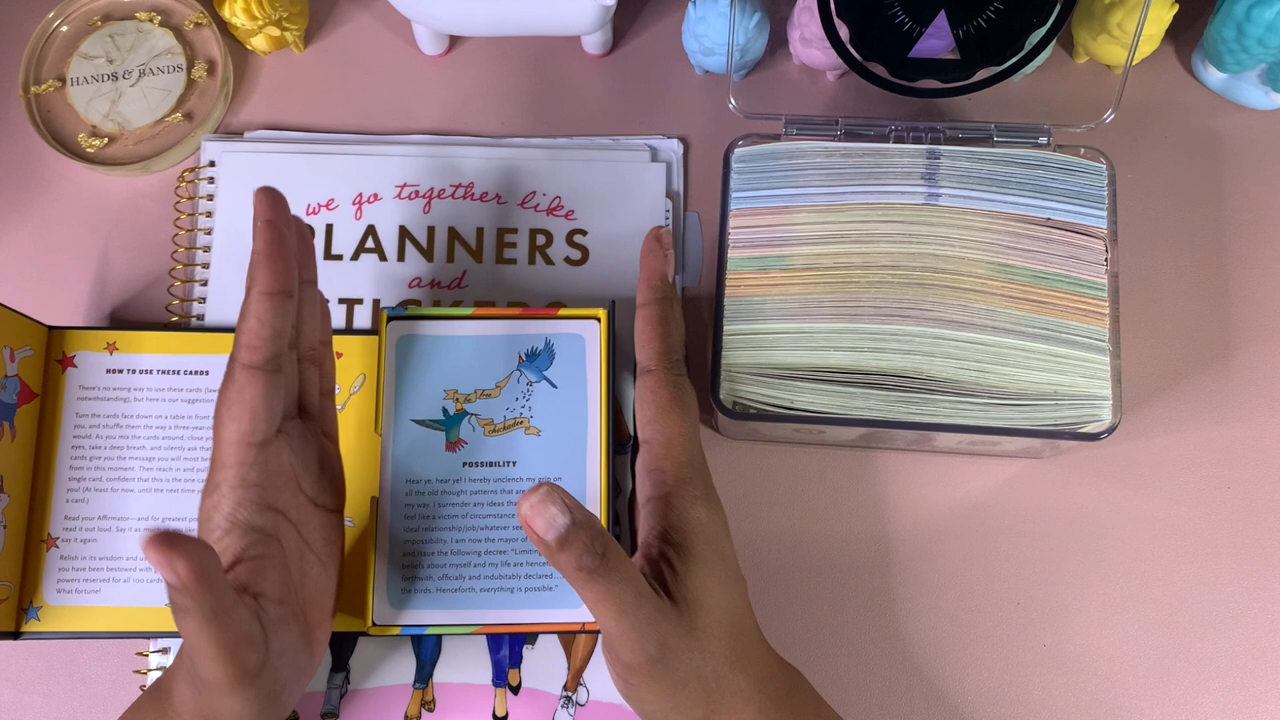 HANDS & BANDS
we go together like
PLANNERS
and
STICKERS
HOW TO USE THESE CARDS
There's no wrong way to use these cards (laws
notwithstanding), but here is our suggestion
Turn the cards face down on a table in front
you, and shuffle them the way a three-year-old
would. As you mix the cards around, close your
eyes, take a deep breath, and silently ask that
cards give you the message you will most
from in this moment. Then reach in and pull
single card, confident that this is the one
you! (At least for now, until the next time
a card.)
Read your Affirmator—and for greatest
read it out loud. Say it as much as you like
say it again.
Relish in its wisdom and
you have been bestowed with
powers reserved for all 100 cards
What fortune!
be free
chickadee
POSSIBILITY
Hear ye, hear ye! I hereby unclench my grip on
all the old thought patterns that are
my way. I surrender any ideas that
feel like a victim of circumstance
ideal relationship/job/whatever
impossibility. I am now the mayor of
and issue the following decree: "Limiting
beliefs about myself and my life are
forthwith, officially and indubitably declared....
the birds. Henceforth, everything is possible."